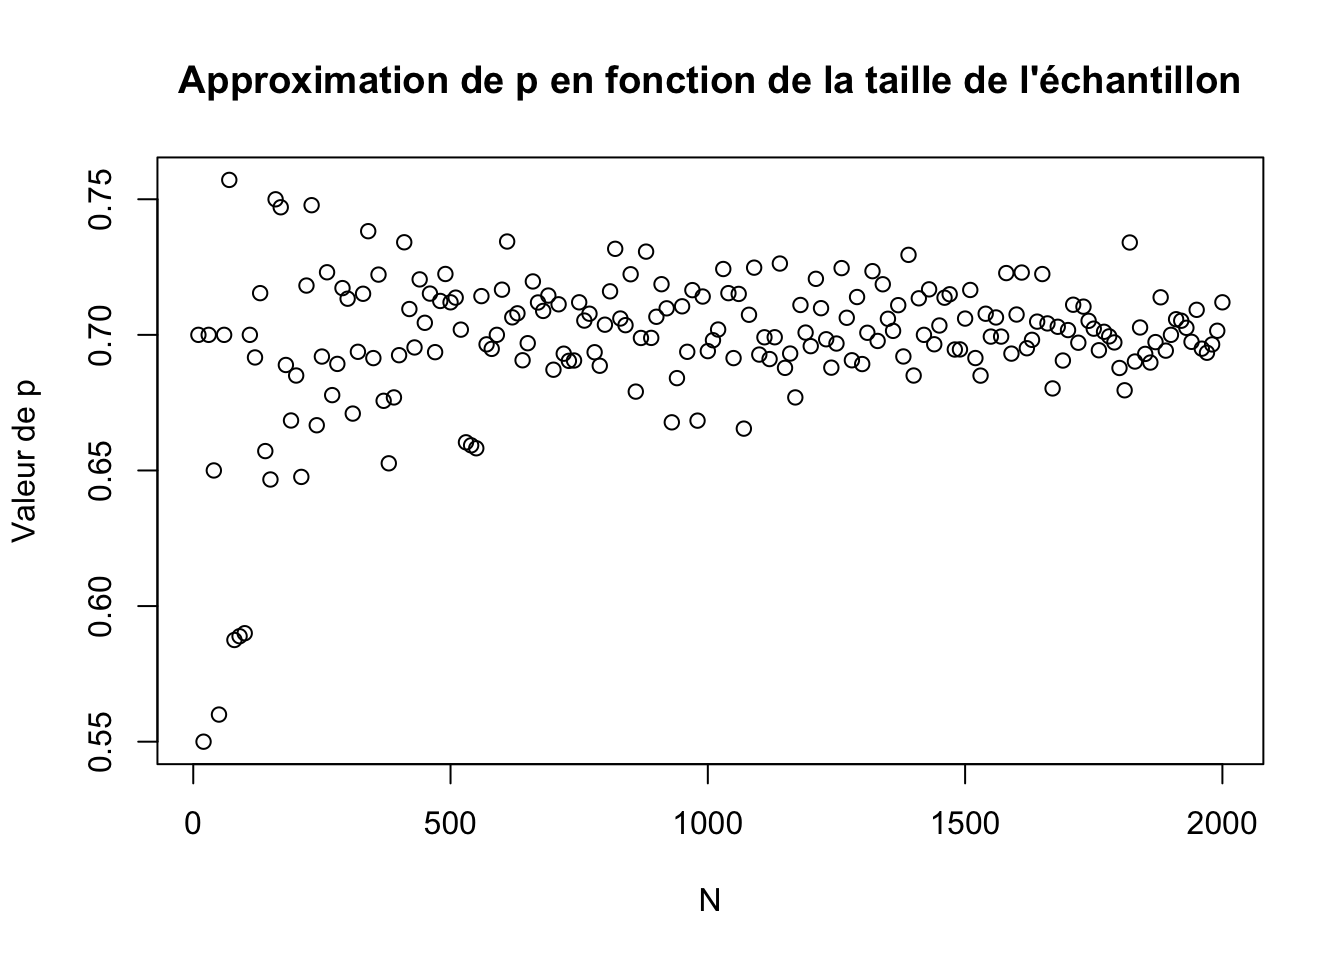 Approximation de p en fonction de la taille de l'échantillon
Valeur de p
0.75
0.70
0.65
0.60
0.55
0 500 1000 1500 2000
N